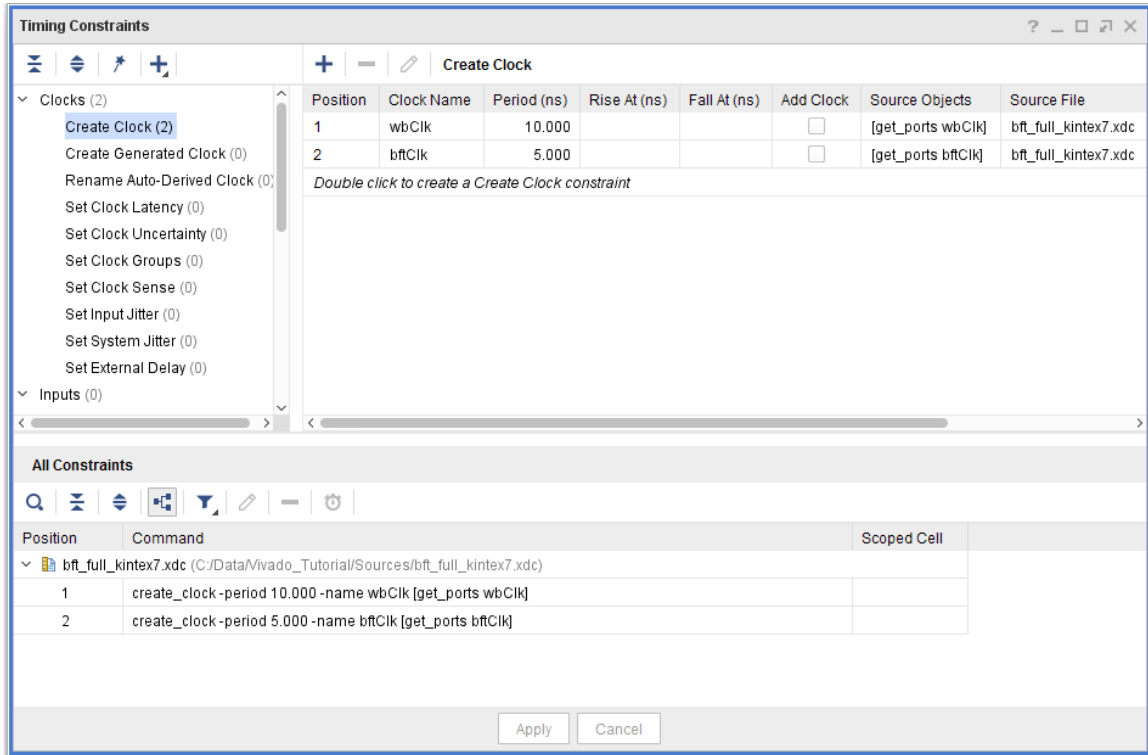 Timing Constraints
Create Clock
Clocks (2)
Create Clock (2)
Create Generated Clock (0)
Rename Auto-Derived Clock (0)
Set Clock Latency (0)
Set Clock Uncertainty (0)
Set Clock Groups (0)
Set Clock Sense (0)
Set Input Jitter (0)
Set System Jitter (0)
Set External Delay (0)
Inputs (0)
Position Clock Name Period (ns) Rise At (ns) Fall At (ns) Add Clock Source Objects Source File
1 wbClk 10.000 [get_ports wbClk] bft_full_kintex7.xdc
2 bftClk 5.000 [get_ports bftClk] bft_full_kintex7.xdc
Double click to create a Create Clock constraint
All Constraints
Position Command Scoped Cell
bft_full_kintex7.xdc (C:/Data/Vivado_Tutorial/Sources/bft_full_kintex7.xdc)
1 create_clock -period 10.000 -name wbClk [get_ports wbClk]
2 create_clock -period 5.000 -name bftClk [get_ports bftClk]
Apply Cancel